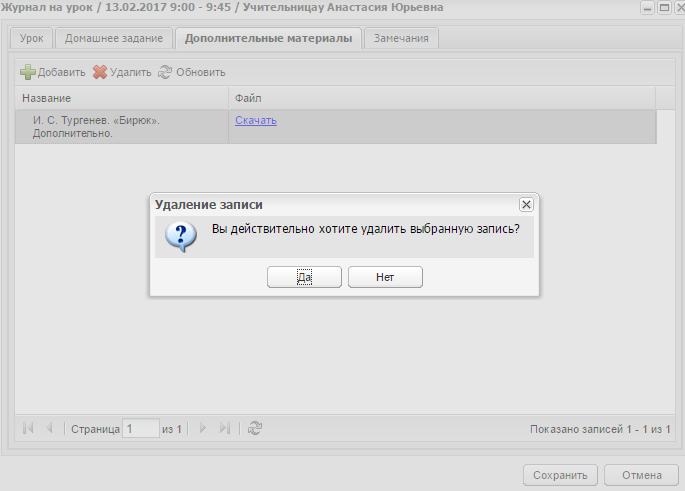 Журнал на урок / 13.02.2017 9:00 - 9:45 / Учительницау Анастасия Юрьевна
Урок Домашнее задание Дополнительные материалы Замечания
Добавить Удалить Обновить
Название Файл
И. С. Тургенев. «Бирюк». Скачать
Дополнительно.
Удаление записи
Вы действительно хотите удалить выбранную запись?
Да Нет
Страница 1 из 1 Показано записей 1 - 1 из 1
Сохранить Отмена